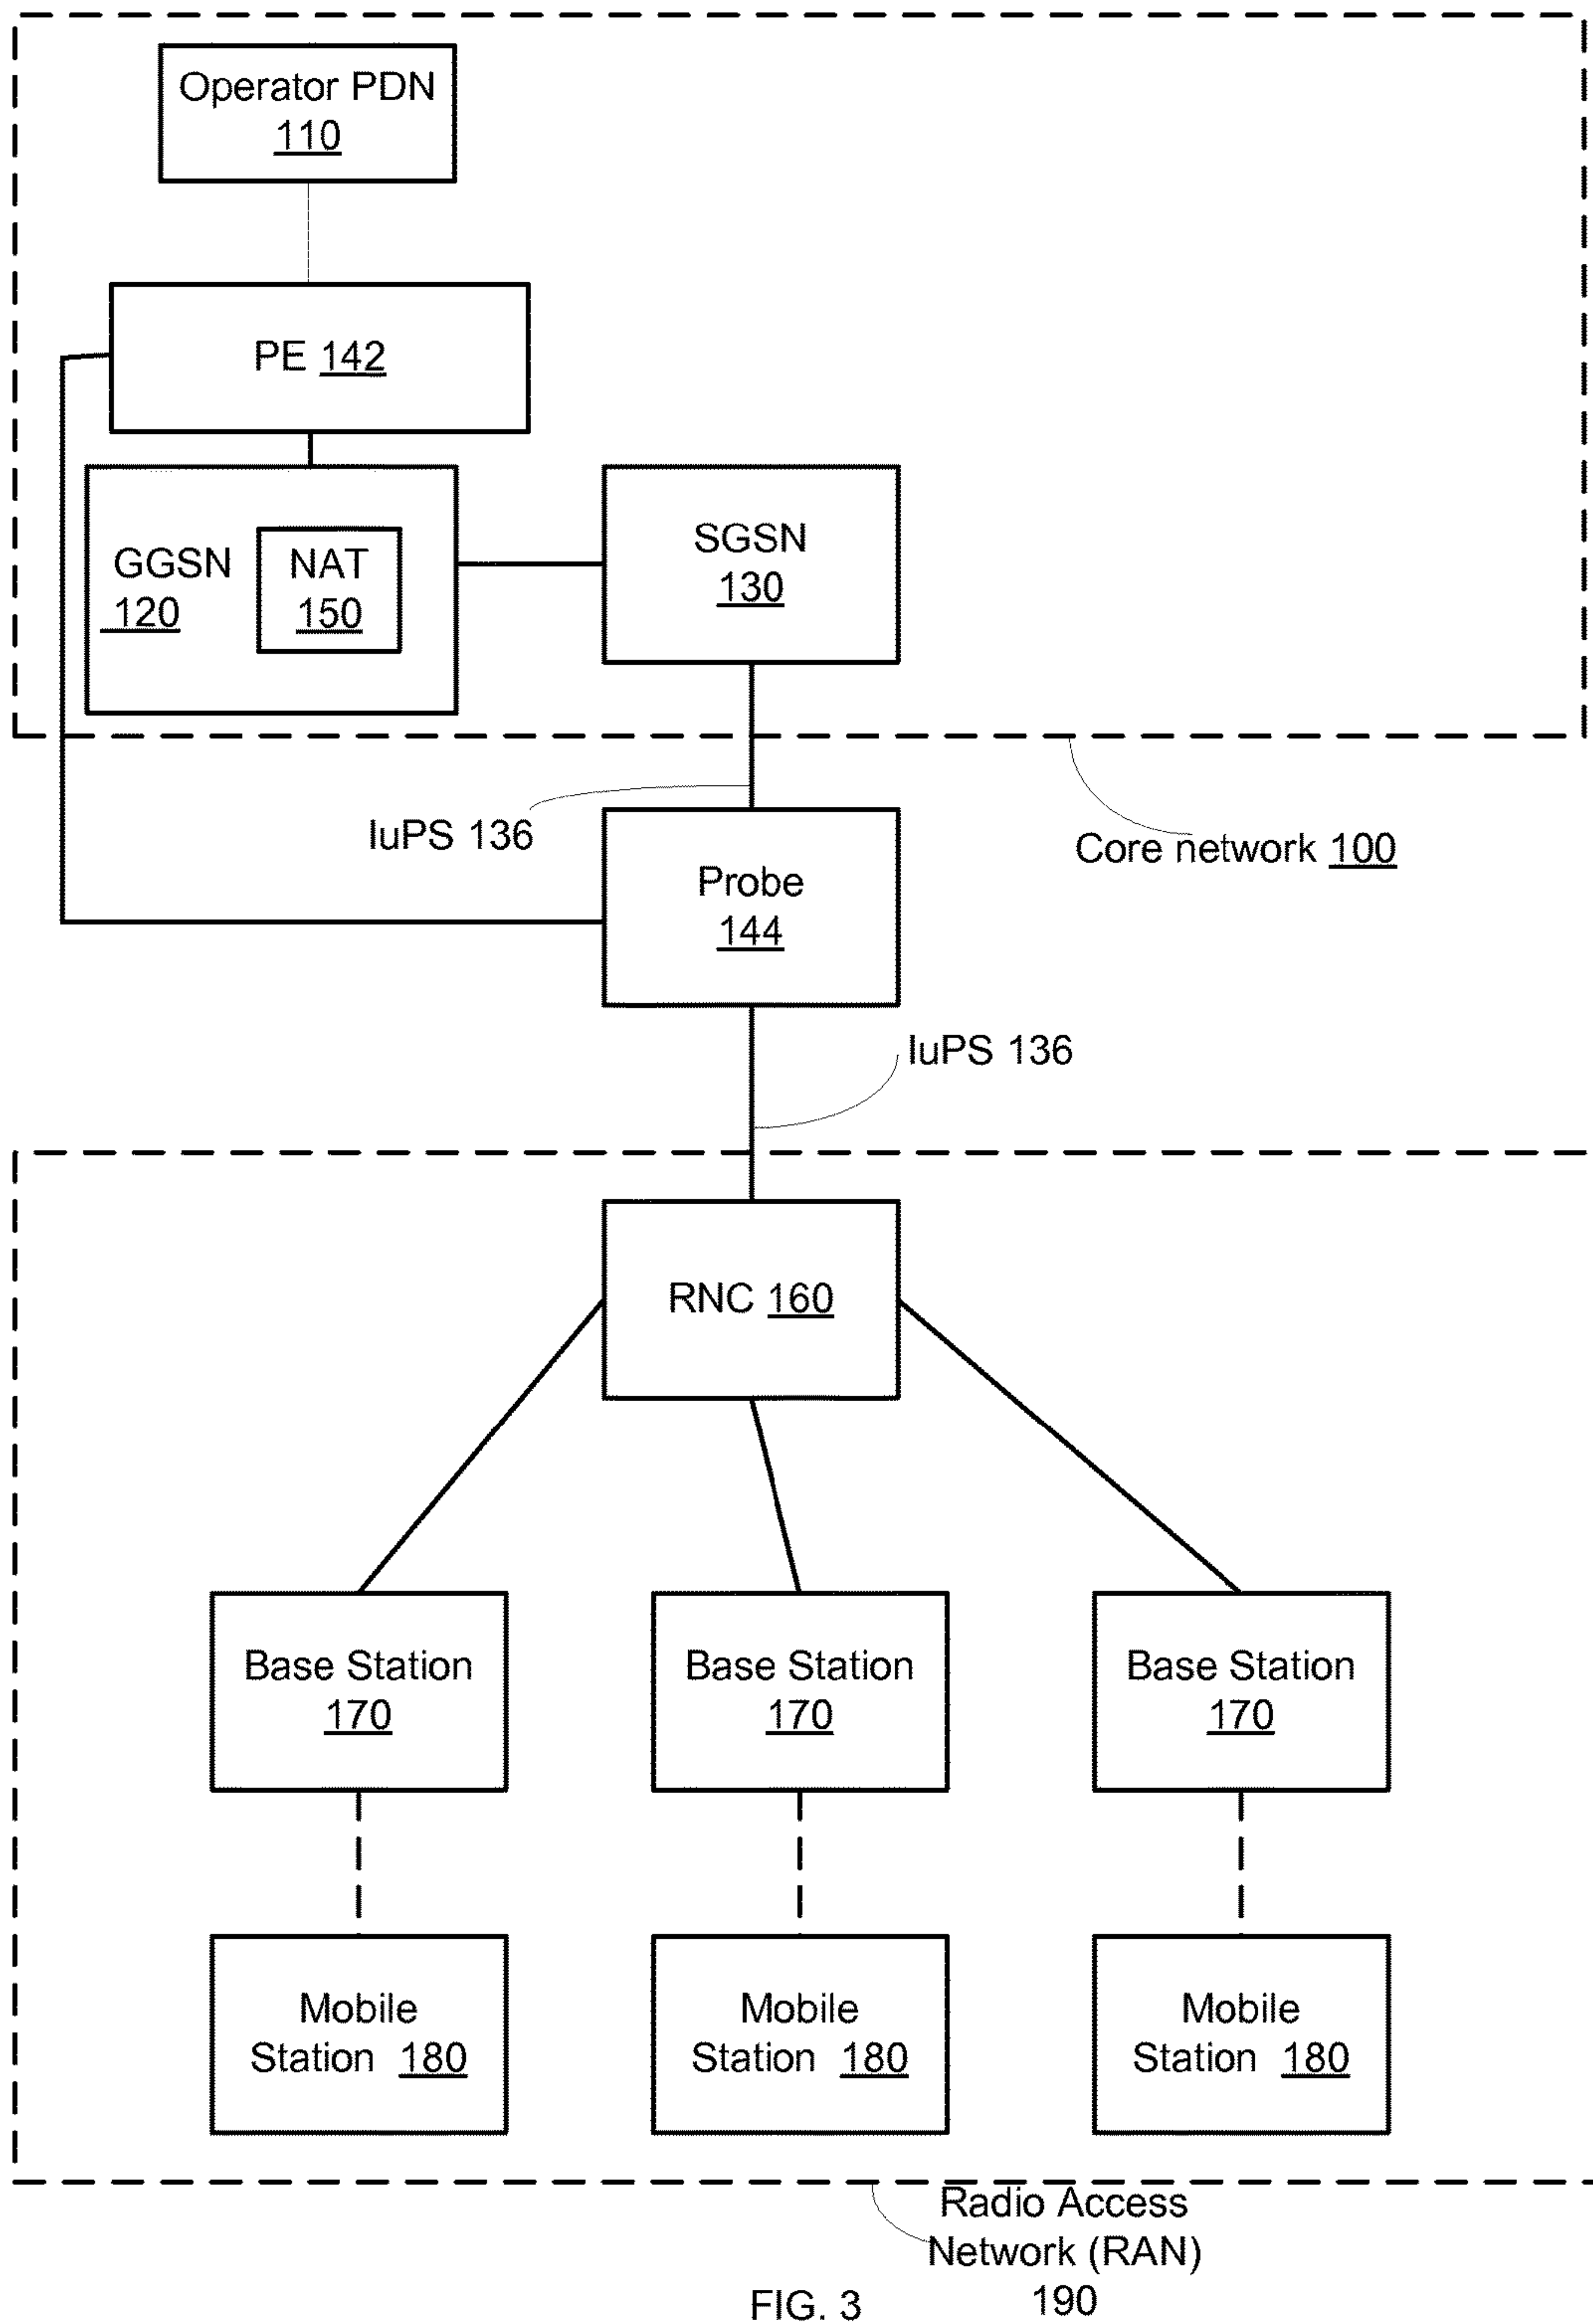 Operator PDN
110
PE 142
GGSN
120
NAT
150
SGSN
130
IuPS 136
Core network 100
Probe
144
IuPS 136
RNC 160
Base Station
170
Base Station
170
Base Station
170
Mobile
Station 180
Mobile
Station 180
Mobile
Station 180
Radio Access
Network (RAN)
190
FIG. 3